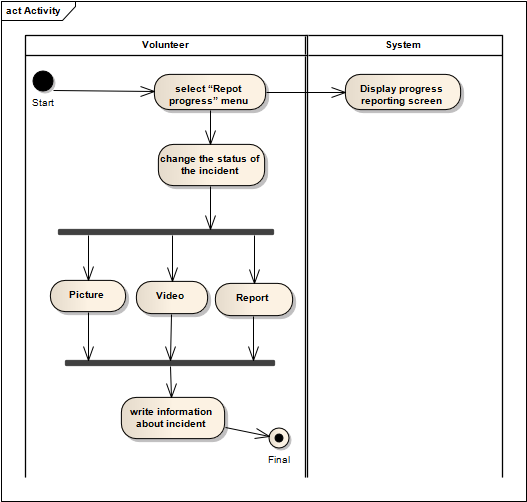 act Activity
Volunteer
System
Start
select “Repot
progress” menu
Display progress
reporting screen
change the status of
the incident
Picture
Video
Report
write information
about incident
Final